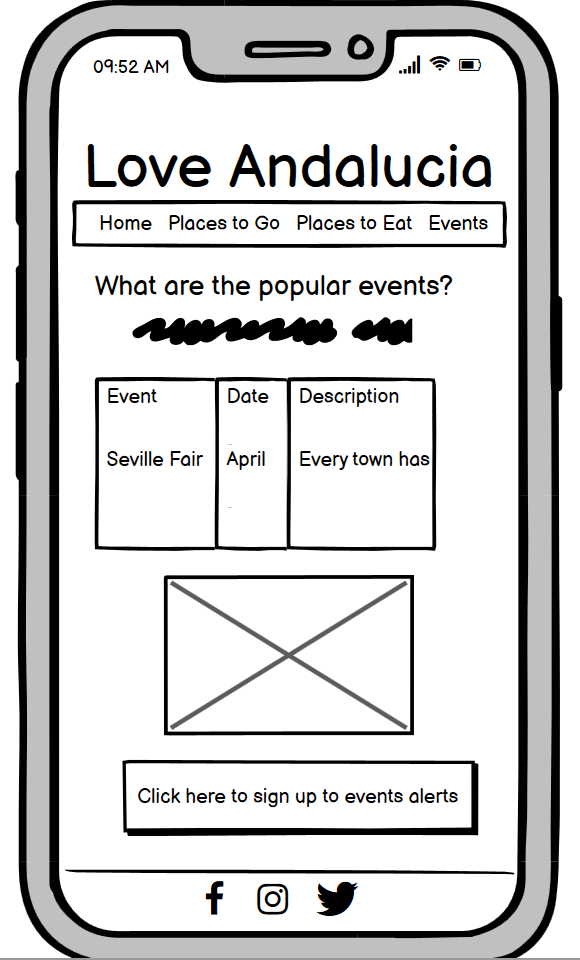 09:52 AM
Love Andalucia
Home Places to Go Places to Eat Events
What are the popular events?
Event Date Description
Seville Fair April Every town has
Click here to sign up to events alerts